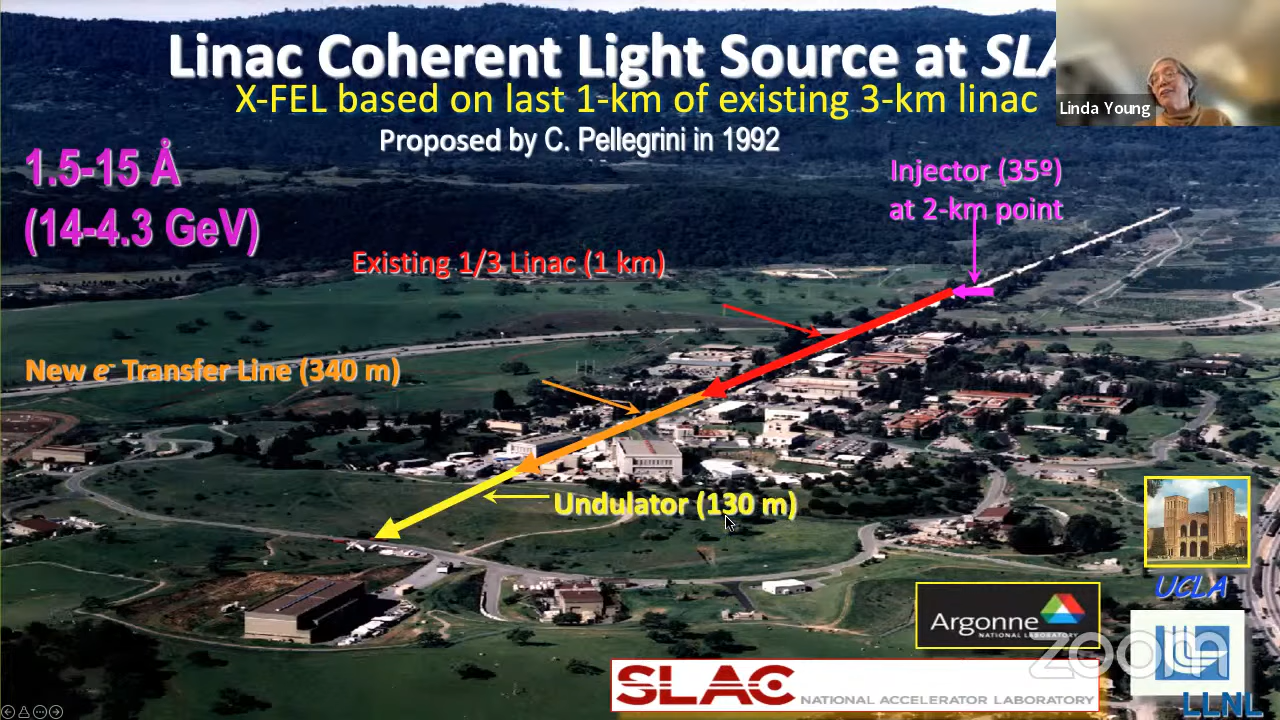 Linac Coherent Light Source at SLA
X-FEL based on last 1-km of existing 3-km linac
Linda Young
Proposed by C. Pellegrini in 1992
1.5-15 Å
(14-4.3 GeV)
Injector (35º)
at 2-km point
Existing 1/3 Linac (1 km)
New e- Transfer Line (340 m)
Undulator (130 m)
UCLA
Argonne
NATIONAL LABORATORY
zoom
SLAC NATIONAL ACCELERATOR LABORATORY
LLNL